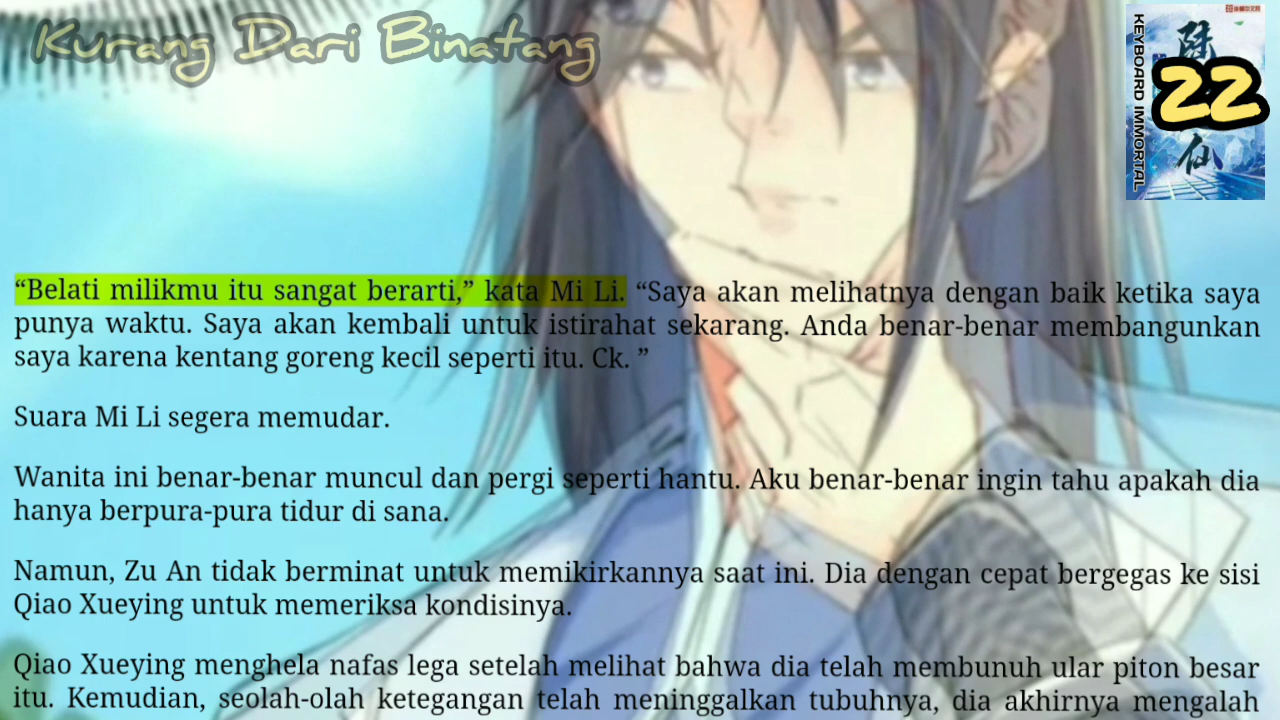 Kurang Dari Binatang
KEYBOARD IMMORTAL
陆
仙
22
“Belati milikmu itu sangat berarti,” kata Mi Li. “Saya akan melihatnya dengan baik ketika saya
punya waktu. Saya akan kembali untuk istirahat sekarang. Anda benar-benar membangunkan
saya karena kentang goreng kecil seperti itu. Ck. ”
Suara Mi Li segera memudar.
Wanita ini benar-benar muncul dan pergi seperti hantu. Aku benar-benar ingin tahu apakah dia
hanya berpura-pura tidur di sana.
Namun, Zu An tidak berminat untuk memikirkannya saat ini. Dia dengan cepat bergegas ke sisi
Qiao Xueying untuk memeriksa kondisinya.
Qiao Xueying menghela nafas lega setelah melihat bahwa dia telah membunuh ular piton besar
itu. Kemudian, seolah-olah ketegangan telah meninggalkan tubuhnya, dia akhirnya mengalah